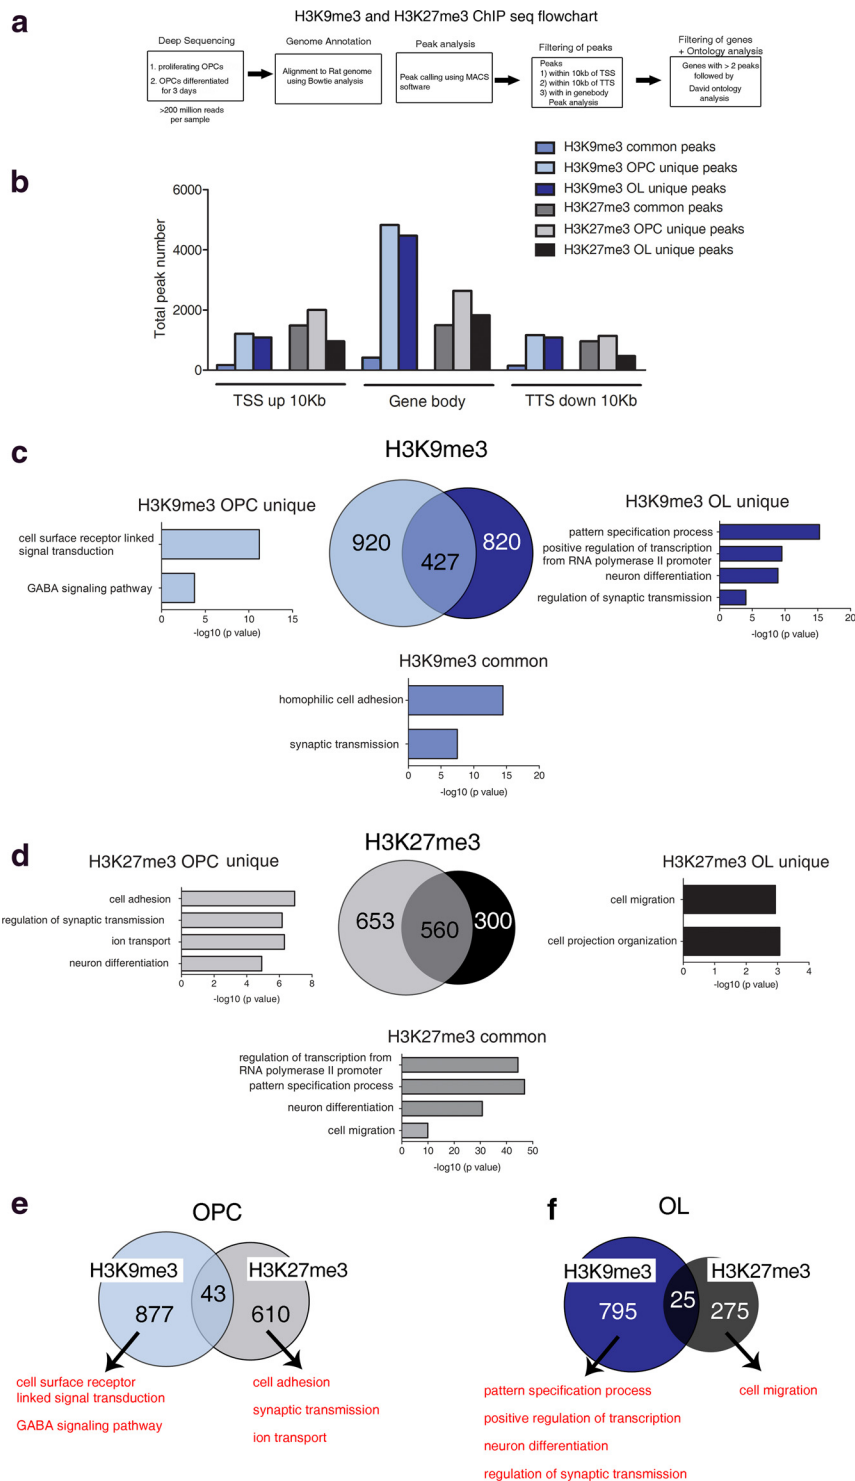 a
H3K9me3 and H3K27me3 ChIP seq flowchart
Deep Sequencing
1. proliferating OPCs
2. OPCs differentiated
for 3 days
>200 million reads
per sample
Genome Annotation
Alignment to Rat genome
using Bowtie analysis
Peak analysis
Peak calling using MACS
software
Filtering of peaks
Peaks
1) within 10kb of TSS
2) within 10kb of TTS
3) with in genebody
Peak analysis
Filtering of genes
+ Ontology analysis
Genes with > 2 peaks
followed by
David ontology
analysis
b
H3K9me3 common peaks
H3K9me3 OPC unique peaks
H3K9me3 OL unique peaks
H3K27me3 common peaks
H3K27me3 OPC unique peaks
H3K27me3 OL unique peaks
Total peak number
6000
4000
2000
0
TSS up 10Kb
Gene body
TTS down 10Kb
c
H3K9me3
920
427
820
H3K9me3 OPC unique
cell surface receptor linked
signal transduction
GABA signaling pathway
0 5 10 15
-log10 (p value)
H3K9me3 OL unique
pattern specification process
positive regulation of transcription
from RNA polymerase II promoter
neuron differentiation
regulation of synaptic transmission
0 5 10 15 20
-log10 (p value)
H3K9me3 common
homophilic cell adhesion
synaptic transmission
0 5 10 15 20
-log10 (p value)
d
H3K27me3
653
560
300
H3K27me3 OPC unique
cell adhesion
regulation of synaptic transmission
ion transport
neuron differentiation
0 2 4 6 8
-log10 (p value)
H3K27me3 OL unique
cell migration
cell projection organization
0 1 2 3 4
-log10 (p value)
H3K27me3 common
regulation of transcription from
RNA polymerase II promoter
pattern specification process
neuron differentiation
cell migration
0 10 20 30 40 50
-log10 (p value)
e
OPC
H3K9me3
H3K27me3
877
43
610
cell surface receptor
linked signal transduction
GABA signaling pathway
cell adhesion
synaptic transmission
ion transport
f
OL
H3K9me3
H3K27me3
795
25
275
pattern specification process
positive regulation of transcription
neuron differentiation
regulation of synaptic transmission
cell migration